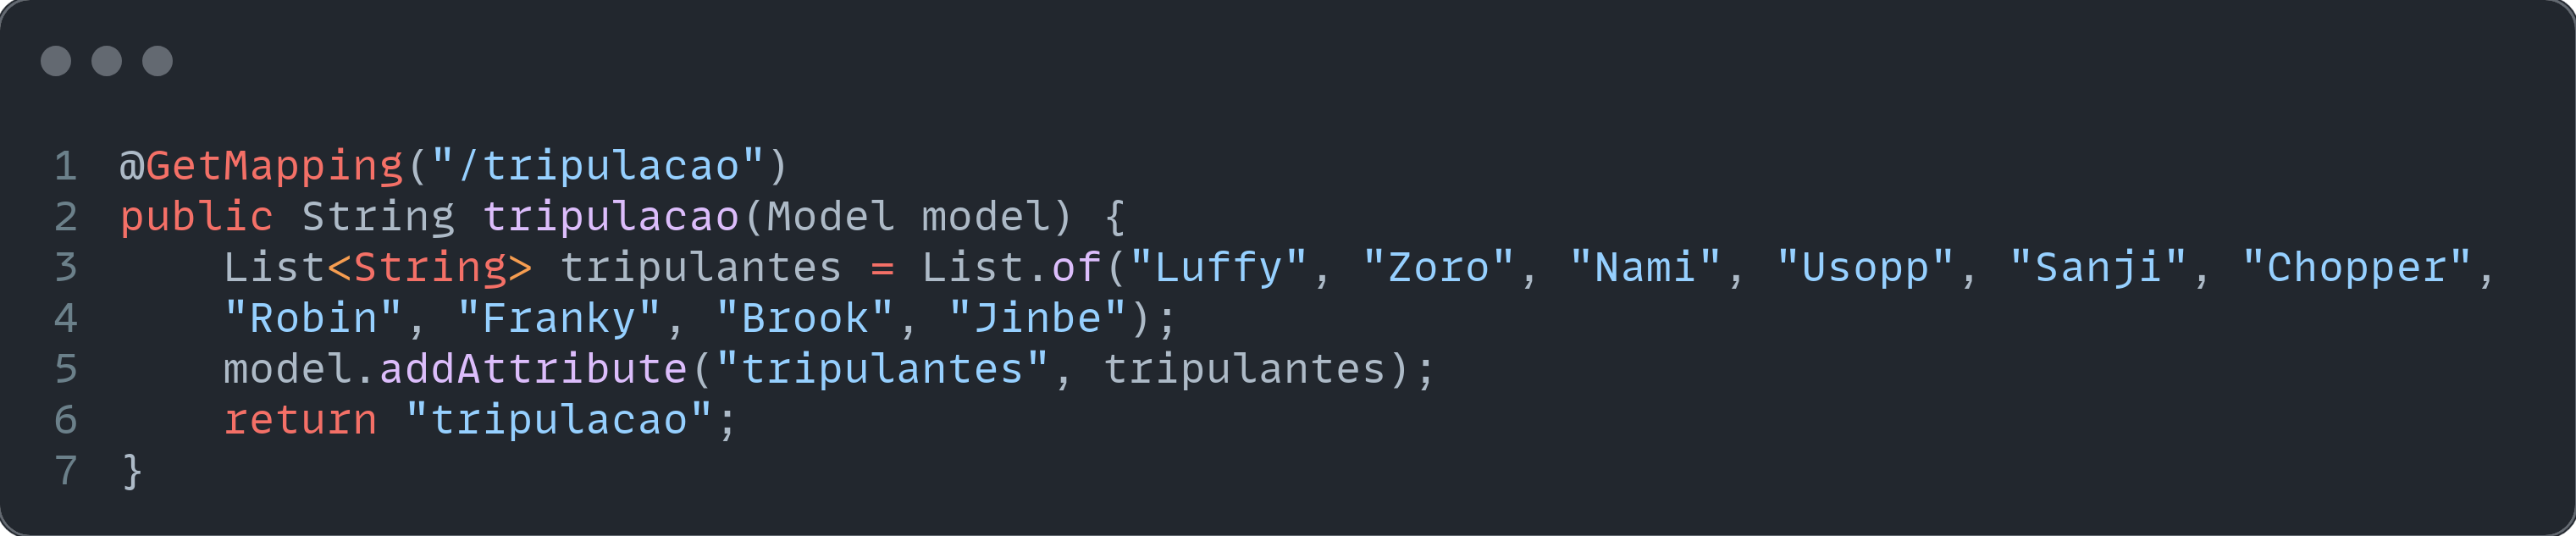 1 @GetMapping("/tripulacao")
2 public String tripulacao(Model model) {
3     List<String> tripulantes = List.of("Luffy", "Zoro", "Nami", "Usopp", "Sanji", "Chopper",
4     "Robin", "Franky", "Brook", "Jinbe");
5     model.addAttribute("tripulantes", tripulantes);
6     return "tripulacao";
7 }